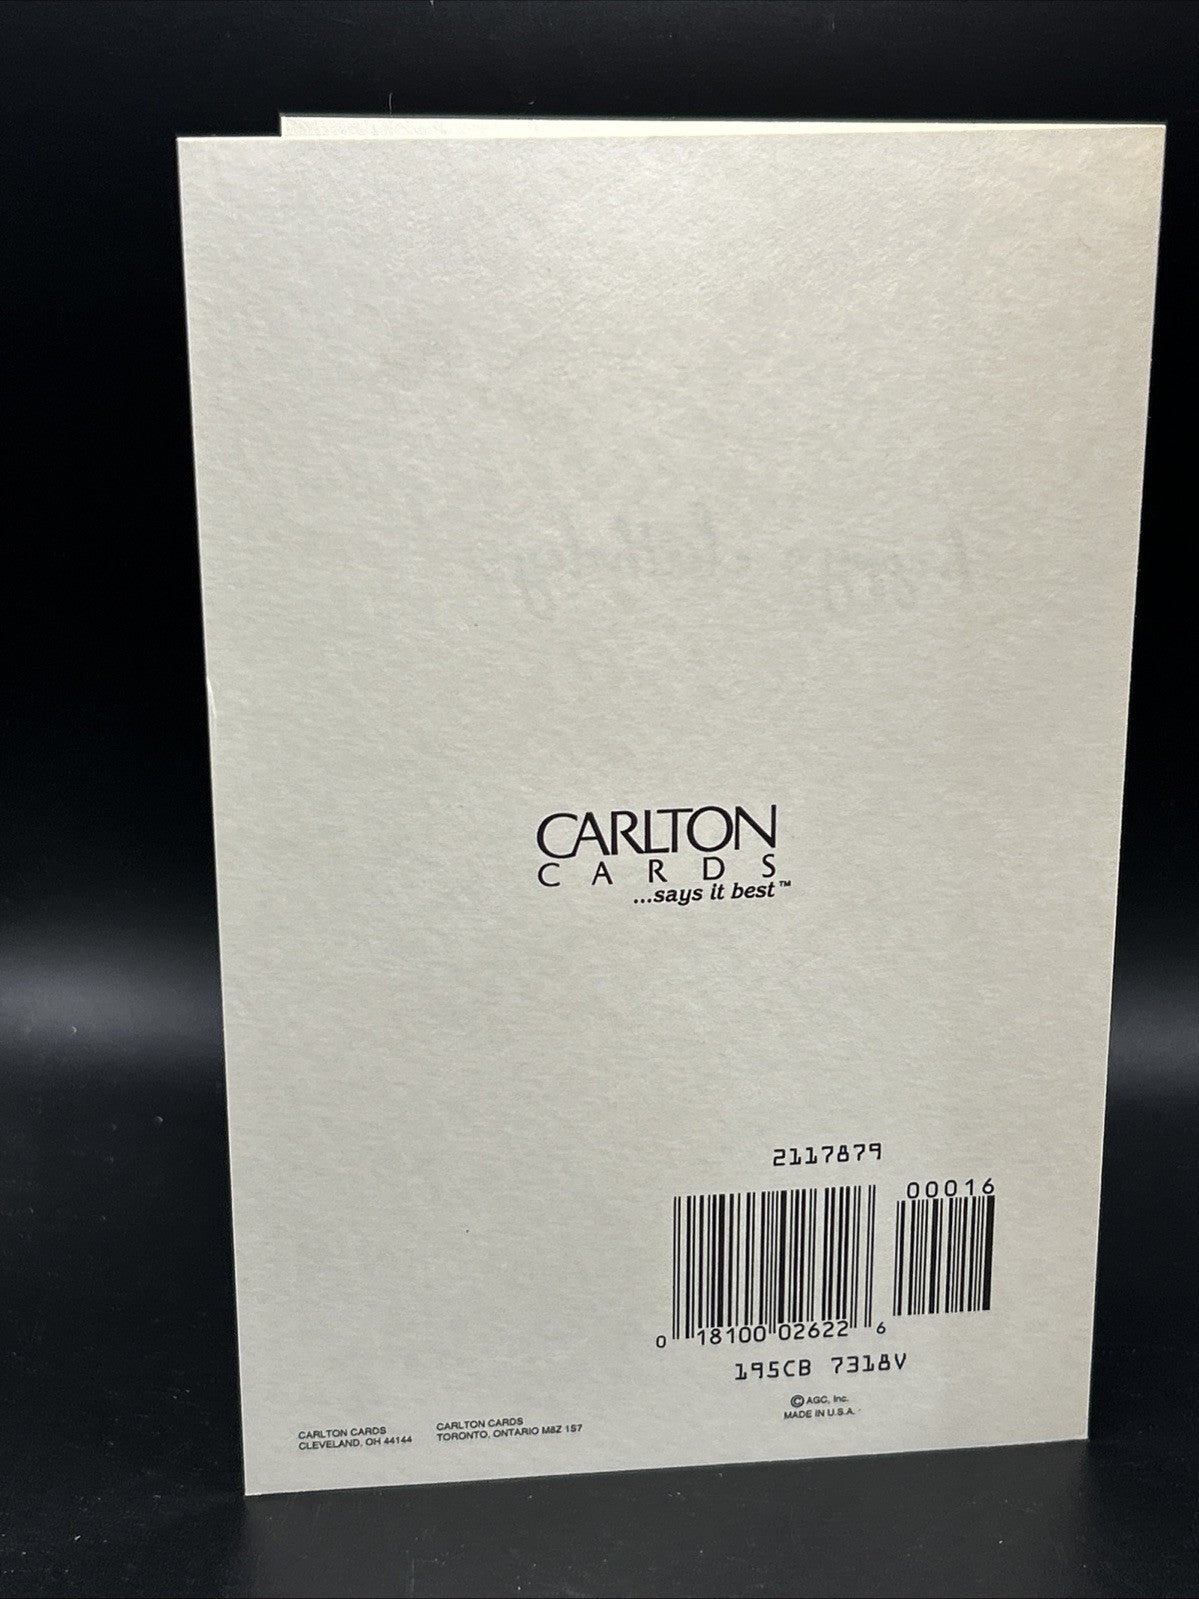 CARLTON
CARDS
...says it best™
2117879
00016
0 18100 02622 6
195CB 7318V
© AGC, Inc.
MADE IN U.S.A.
CARLTON CARDS
CLEVELAND, OH 44144
CARLTON CARDS
TORONTO, ONTARIO M8Z 1S7